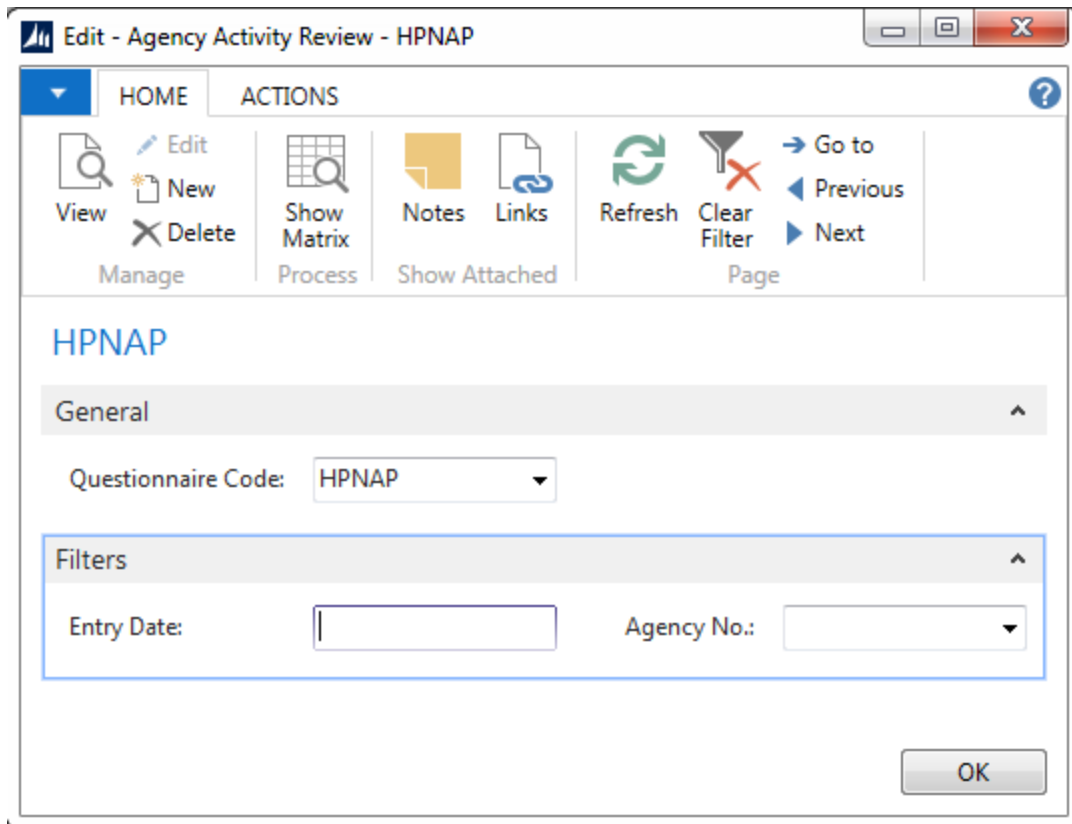 Edit - Agency Activity Review - HPNAP
HOME ACTIONS
View
Edit
New
Delete
Manage
Show
Matrix
Process
Notes
Links
Show Attached
Refresh
Clear
Filter
Go to
Previous
Next
Page
HPNAP
General
Questionnaire Code: HPNAP
Filters
Entry Date: Agency No.:
OK